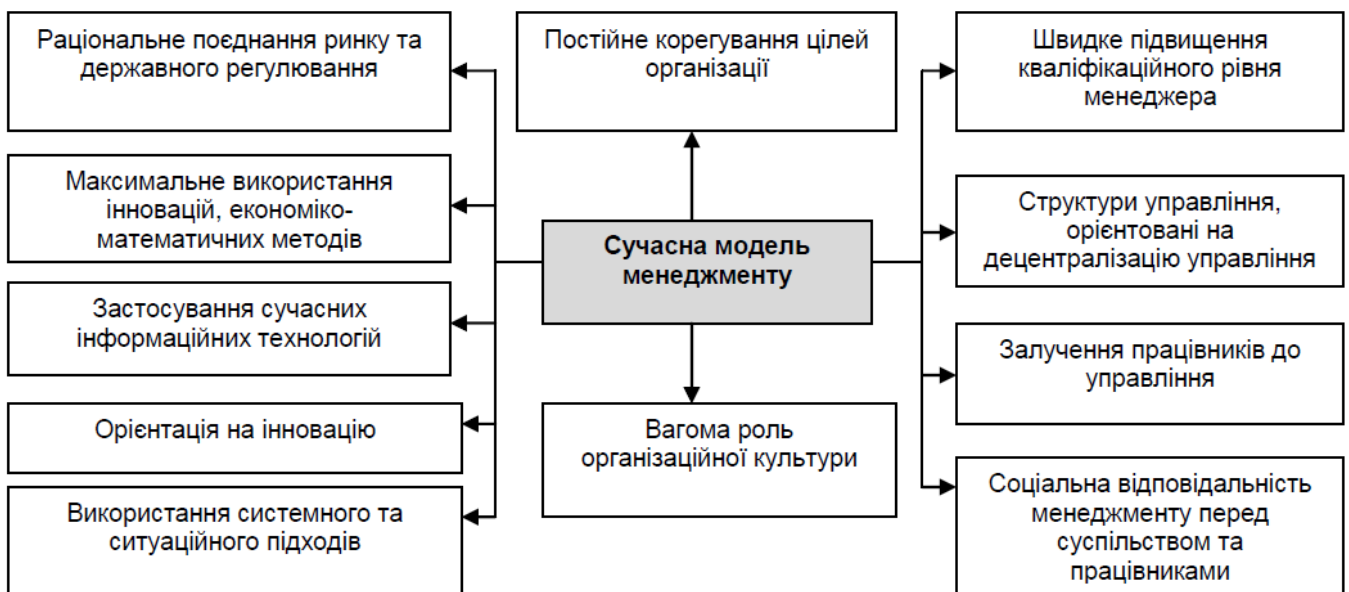 Раціональне поєднання ринку та
державного регулювання
Максимальне використання
інновацій, економіко-
математичних методів
Застосування сучасних
інформаційних технологій
Орієнтація на інновацію
Використання системного та
ситуаційного підходів
Постійне корегування цілей
організації
Сучасна модель
менеджменту
Вагома роль
організаційної культури
Швидке підвищення
кваліфікаційного рівня
менеджера
Структури управління,
орієнтовані на
децентралізацію управління
Залучення працівників до
управління
Соціальна відповідальність
менеджменту перед
суспільством та
працівниками